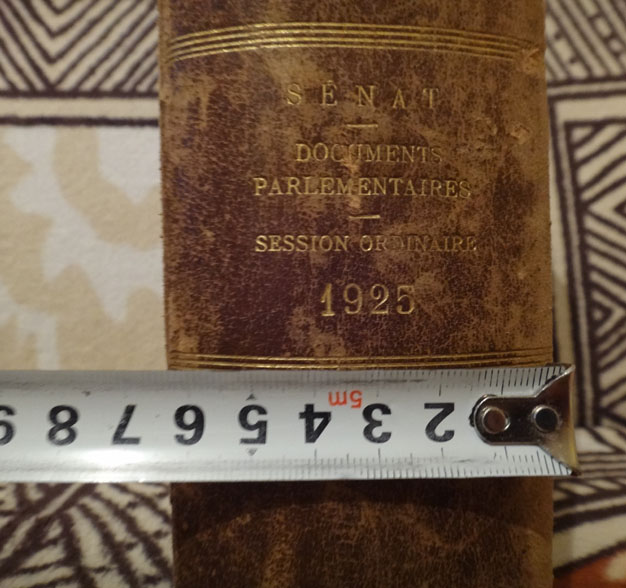 SÉNAT
DOCUMENTS
PARLEMENTAIRES
SESSION ORDINAIRE
1925
5m
2 3 4 5 6 7 8 9